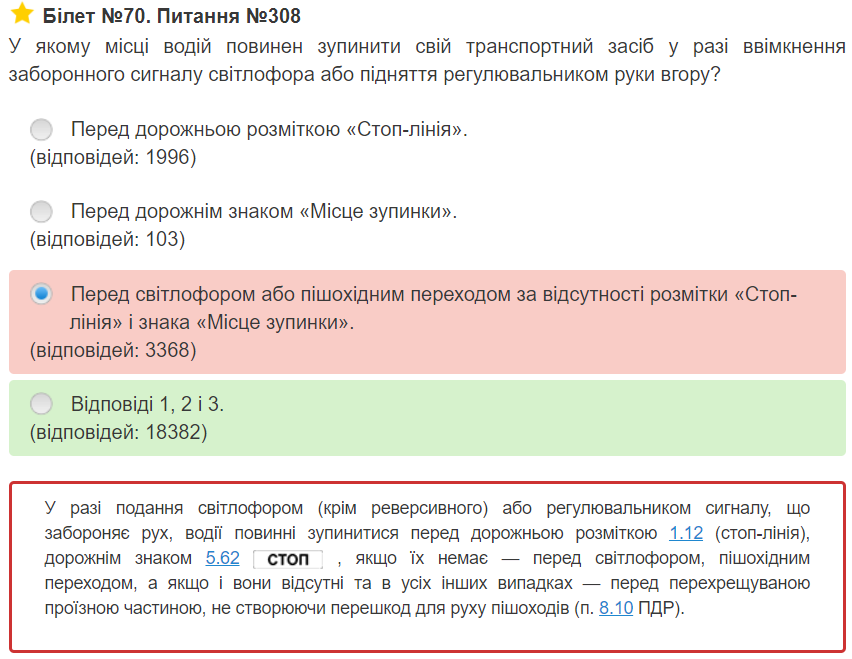 Білет №70. Питання №308
У якому місці водій повинен зупинити свій транспортний засіб у разі ввімкнення
заборонного сигналу світлофора або підняття регулювальником руки вгору?
Перед дорожньою розміткою «Стоп-лінія».
(відповідей: 1996)
Перед дорожнім знаком «Місце зупинки».
(відповідей: 103)
Перед світлофором або пішохідним переходом за відсутності розмітки «Стоп-
лінія» і знака «Місце зупинки».
(відповідей: 3368)
Відповіді 1, 2 і 3.
(відповідей: 18382)
У разі подання світлофором (крім реверсивного) або регулювальником сигналу, що
забороняє рух, водії повинні зупинитися перед дорожньою розміткою 1.12 (стоп-лінія),
дорожнім знаком 5.62 СТОП , якщо їх немає — перед світлофором, пішохідним
переходом, а якщо і вони відсутні та в усіх інших випадках — перед перехрещуваною
проїзною частиною, не створюючи перешкод для руху пішоходів (п. 8.10 ПДР).